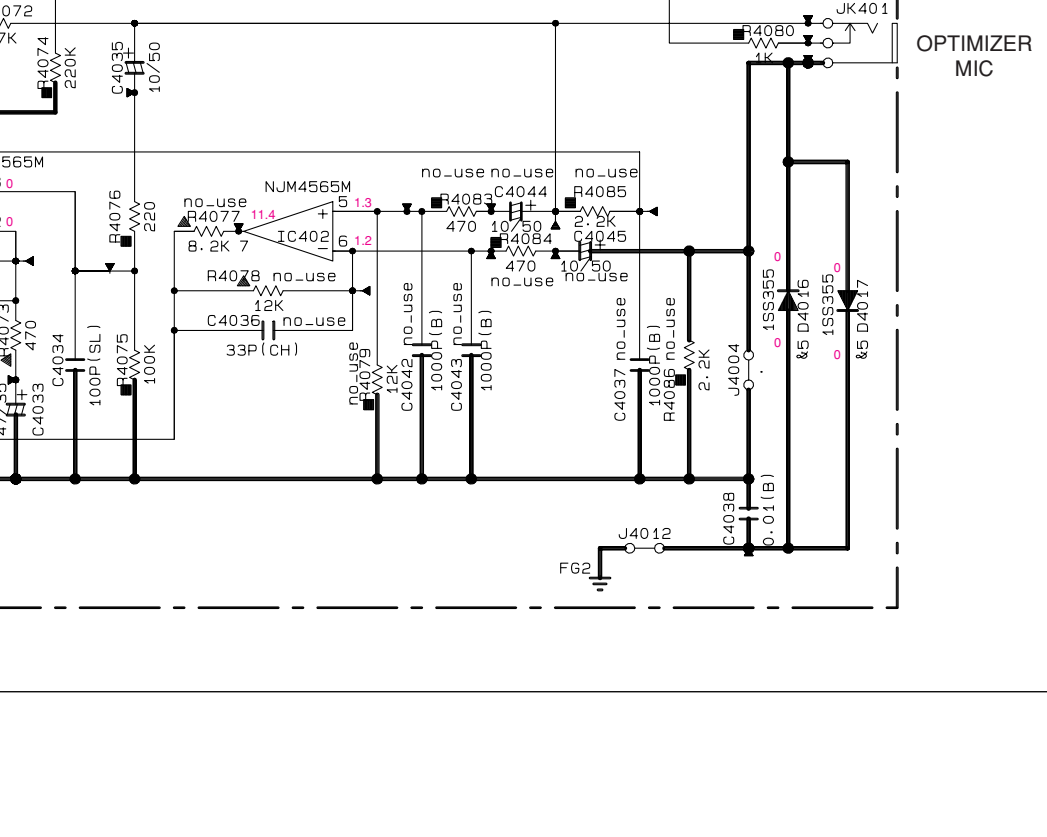 072
7K
R4074
220K
C4035
10/50
+
JK401
R4080
1K
OPTIMIZER
MIC
565M
0
0
R4076
220
no_use
R4077
8.2K
7
11.4
NJM4565M
IC402
+
−
5
1.3
6
1.2
no_use
R4083
470
no_use
C4044
+
10/50
no_use
R4085
2.2K
R4084
470
no_use
C4045
+
10/50
no_use
R4078
no_use
12K
C4036
no_use
33P(CH)
4073
470
C4033
+
C4034
100P(SL)
R4075
100K
no_use
R4079
12K
C4042
no_use
1000P(B)
C4043
1000P(B)
C4037
no_use
1000P(B)
R4086
no_use
2.2K
J4004
0
0
1SS355
&5 D4016
0
0
1SS355
&5 D4017
C4038
0.01(B)
J4012
FG2